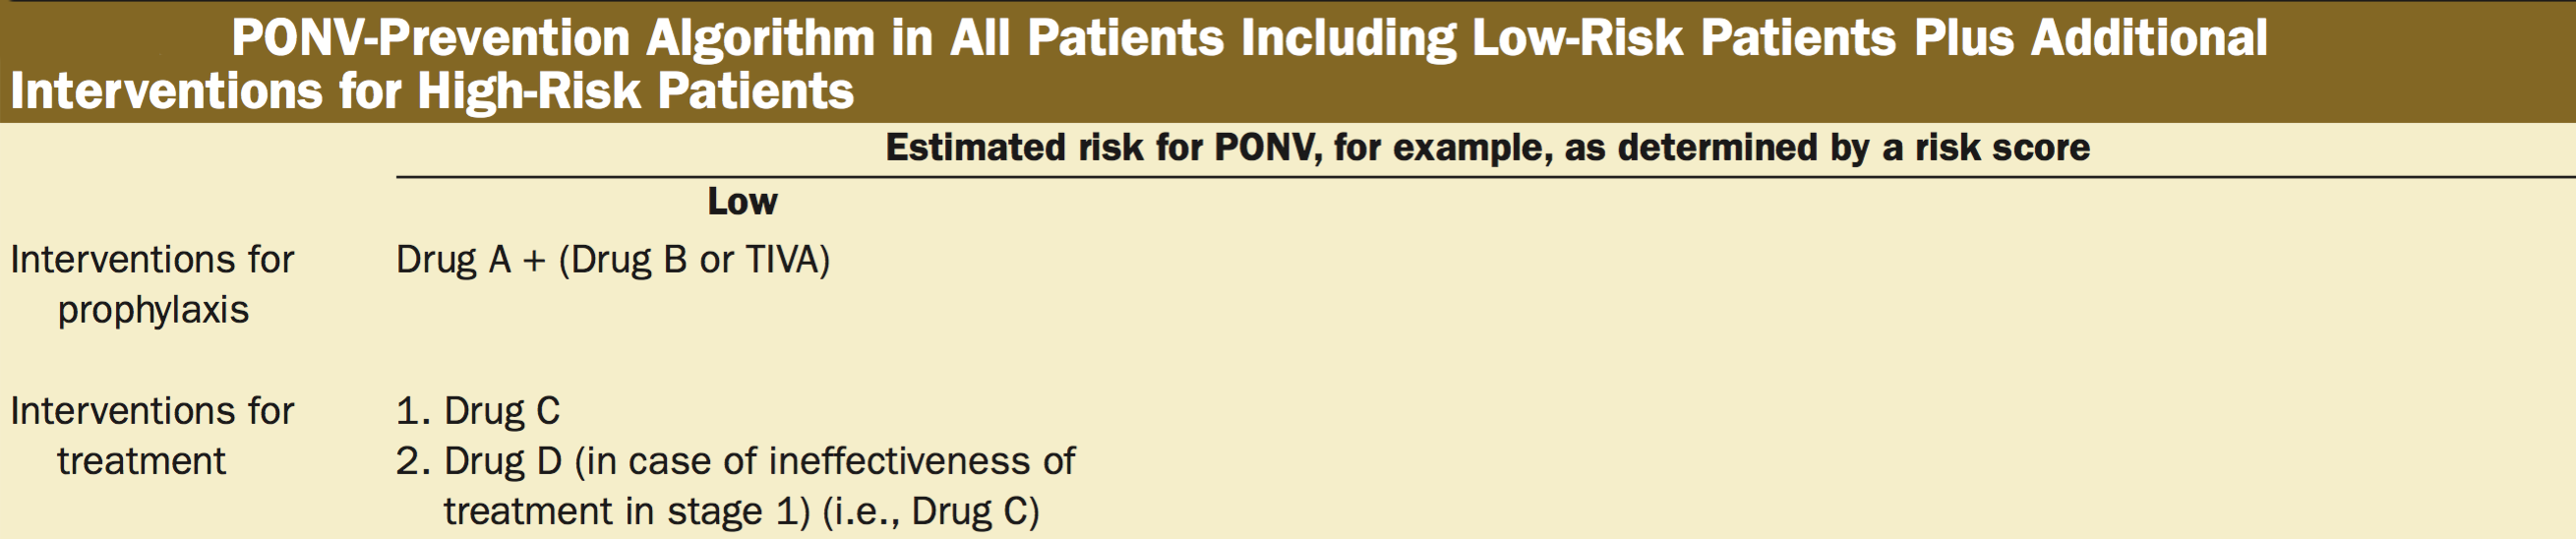 PONV-Prevention Algorithm in All Patients Including Low-Risk Patients Plus Additional
Interventions for High-Risk Patients
Estimated risk for PONV, for example, as determined by a risk score
Low
Interventions for
prophylaxis
Drug A + (Drug B or TIVA)
Interventions for
treatment
1. Drug C
2. Drug D (in case of ineffectiveness of
treatment in stage 1) (i.e., Drug C)